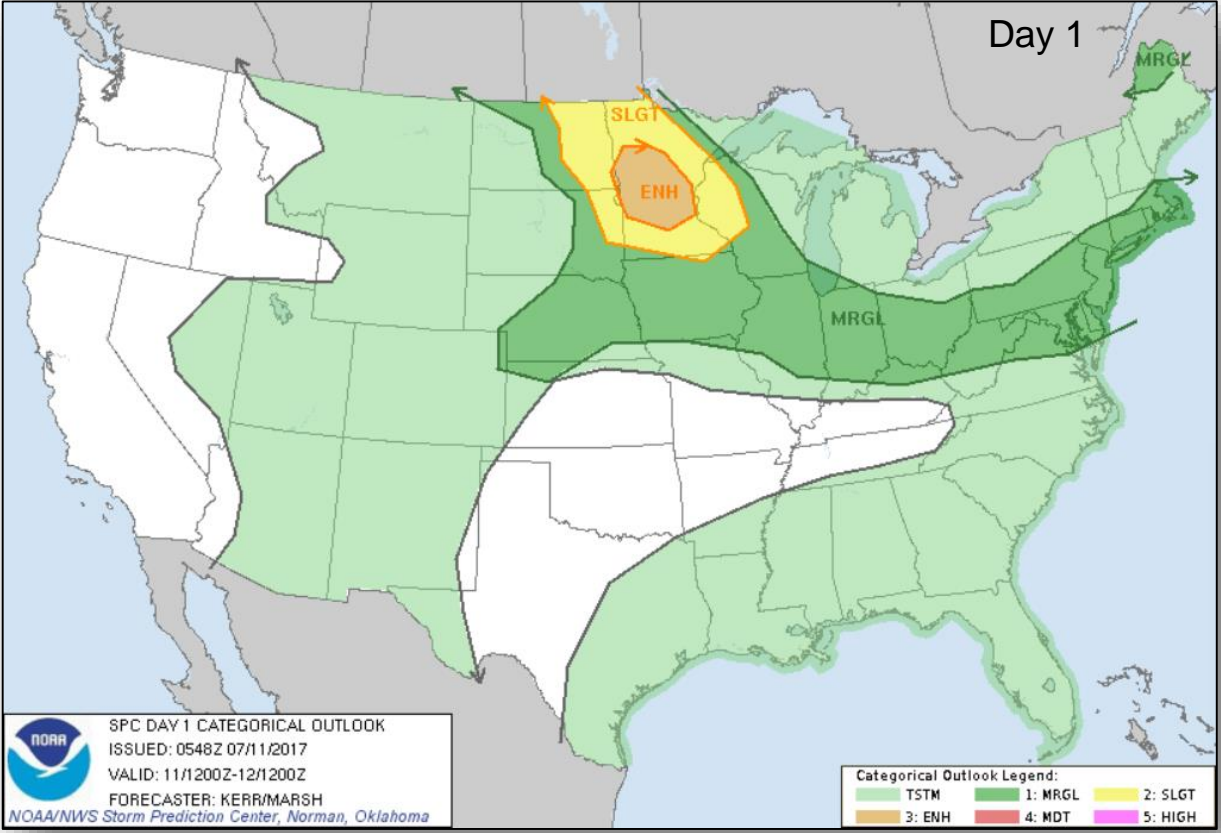 Day 1
MRGL
SLGT
ENH
MRGL
NOAA
SPC DAY 1 CATEGORICAL OUTLOOK
ISSUED: 0548Z 07/11/2017
VALID: 11/1200Z-12/1200Z
FORECASTER: KERR/MARSH
NOAA/NWS Storm Prediction Center, Norman, Oklahoma
Categorical Outlook Legend:
TSTM 1: MRGL 2: SLGT
3: ENH 4: MDT 5: HIGH